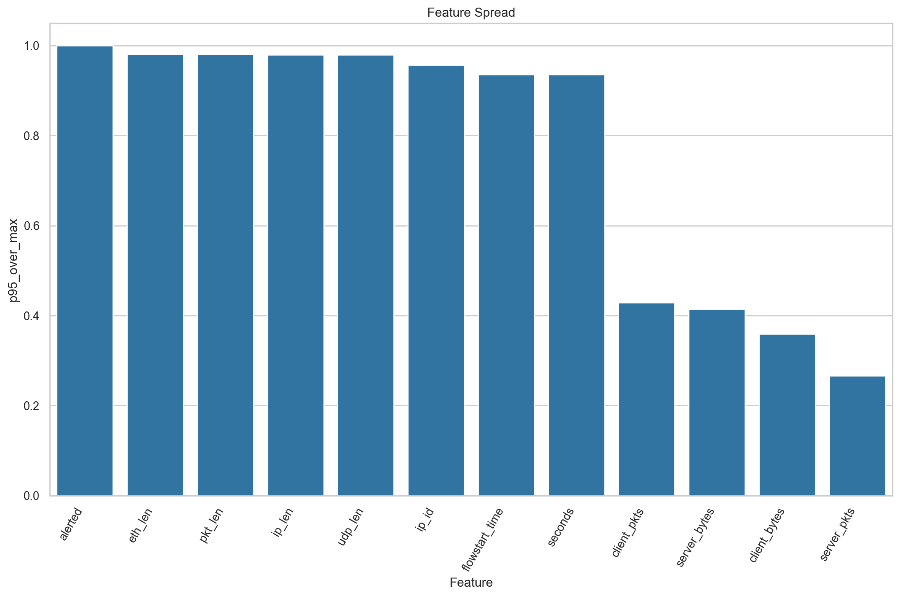 Feature Spread
p95_over_max
1.0
0.8
0.6
0.4
0.2
0.0
alerted
eth_len
pkt_len
ip_len
udp_len
ip_id
flowstart_time
seconds
client_pkts
server_bytes
client_bytes
server_pkts
Feature